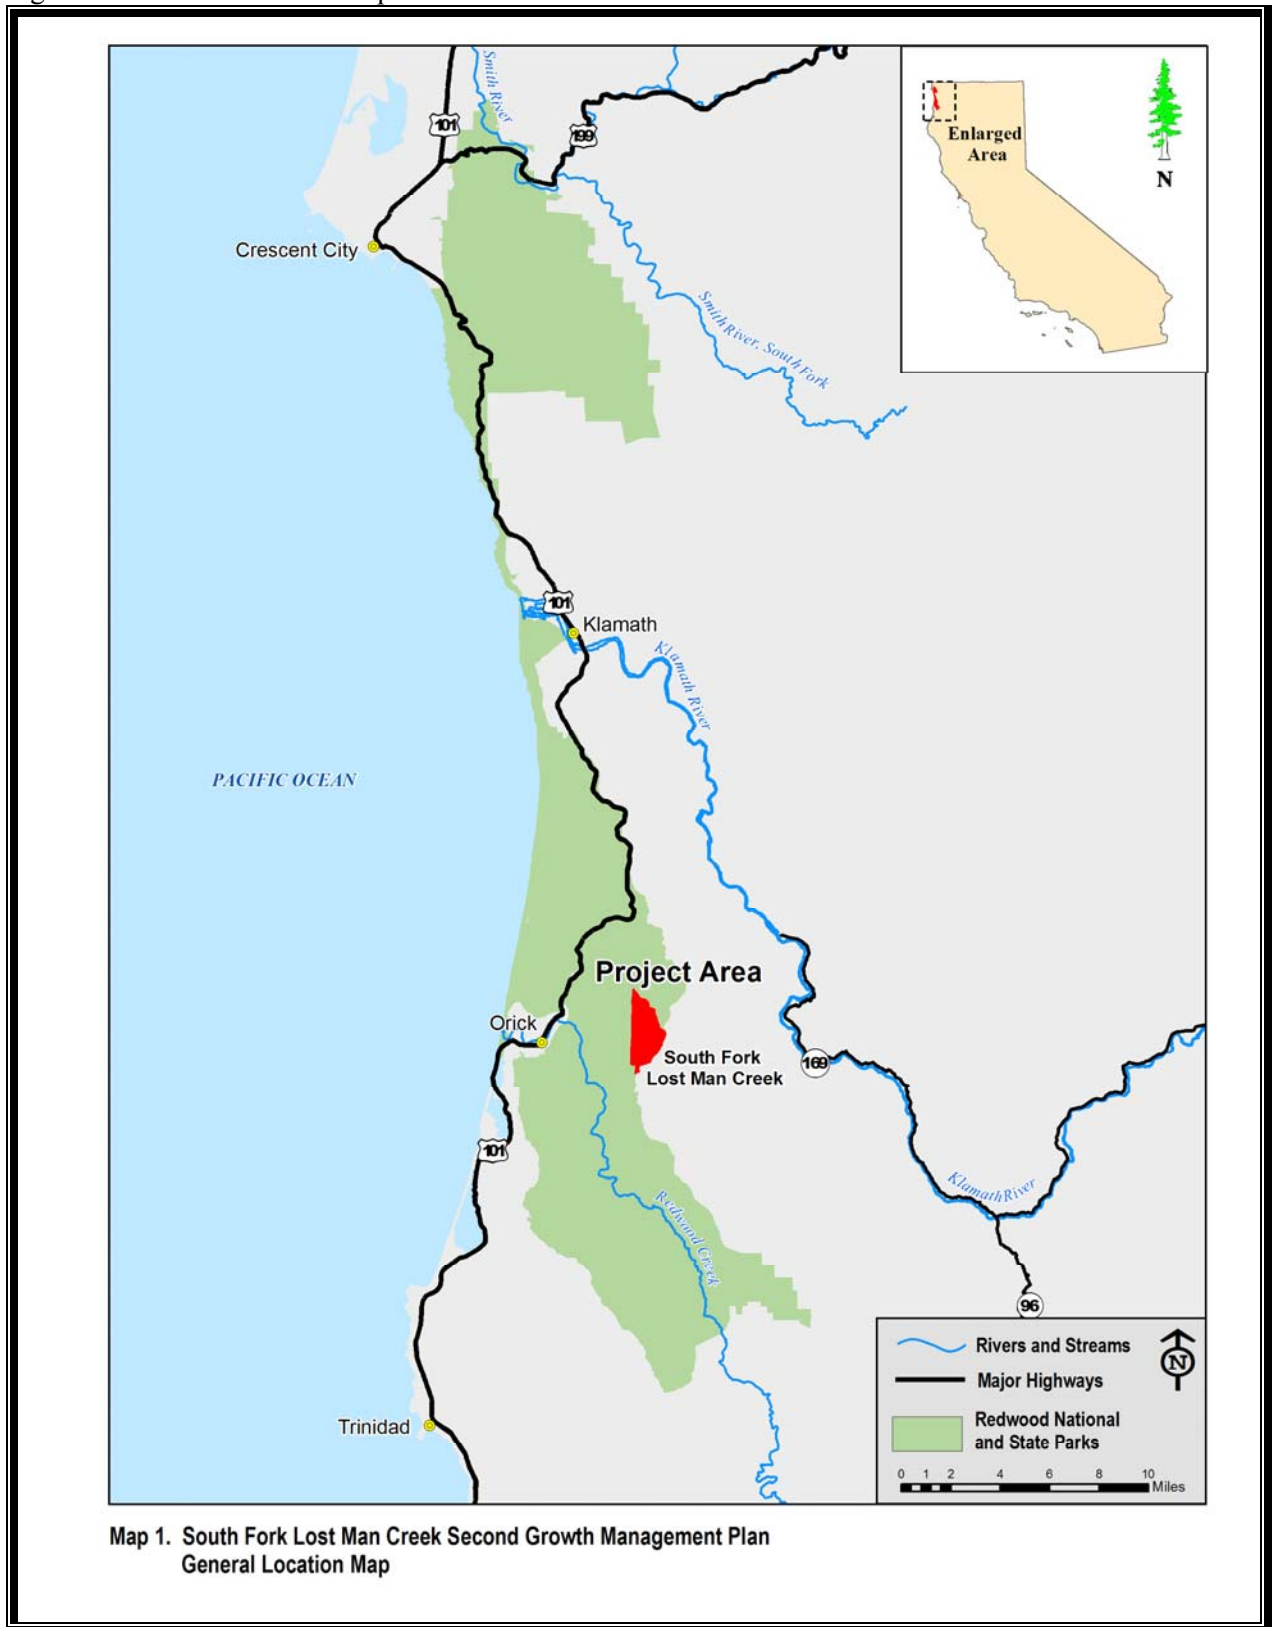 Smith River
101
199
Enlarged
Area
N
Crescent City
Smith River, South Fork
101
Klamath
Klamath River
PACIFIC OCEAN
Project Area
Orick
South Fork
Lost Man Creek
169
101
Klamath River
Redwood Creek
96
Trinidad
Rivers and Streams
N
Major Highways
Redwood National
and State Parks
0 1 2 4 6 8 10
Miles
Map 1. South Fork Lost Man Creek Second Growth Management Plan
General Location Map